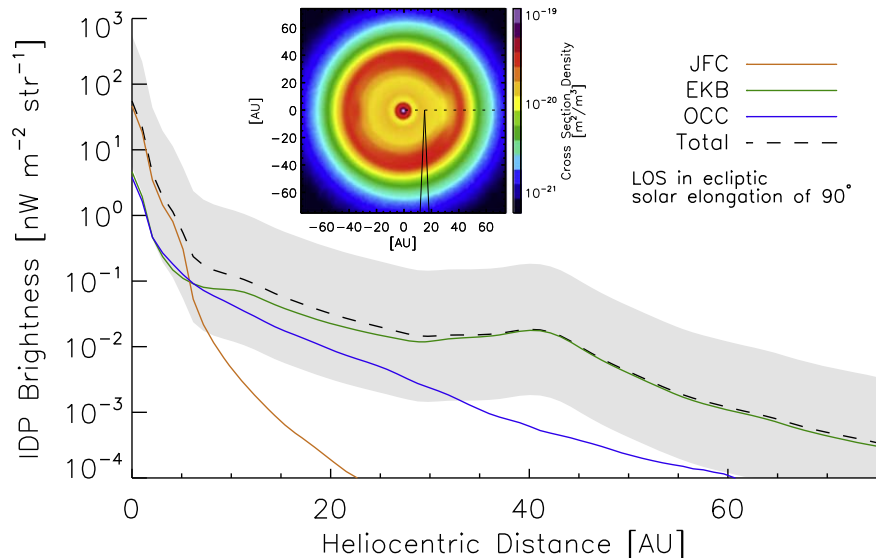 IDP Brightness [nW m⁻² str⁻¹]
10³
10²
10¹
10⁰
10⁻¹
10⁻²
10⁻³
10⁻⁴
0 20 40 60
Heliocentric Distance [AU]
[AU]
60
40
20
0
−20
−40
−60
−60 −40 −20 0 20 40 60
[AU]
10⁻¹⁹
10⁻²⁰
10⁻²¹
Cross Section Density
[m²/m³]
JFC
EKB
OCC
Total
LOS in ecliptic
solar elongation of 90°